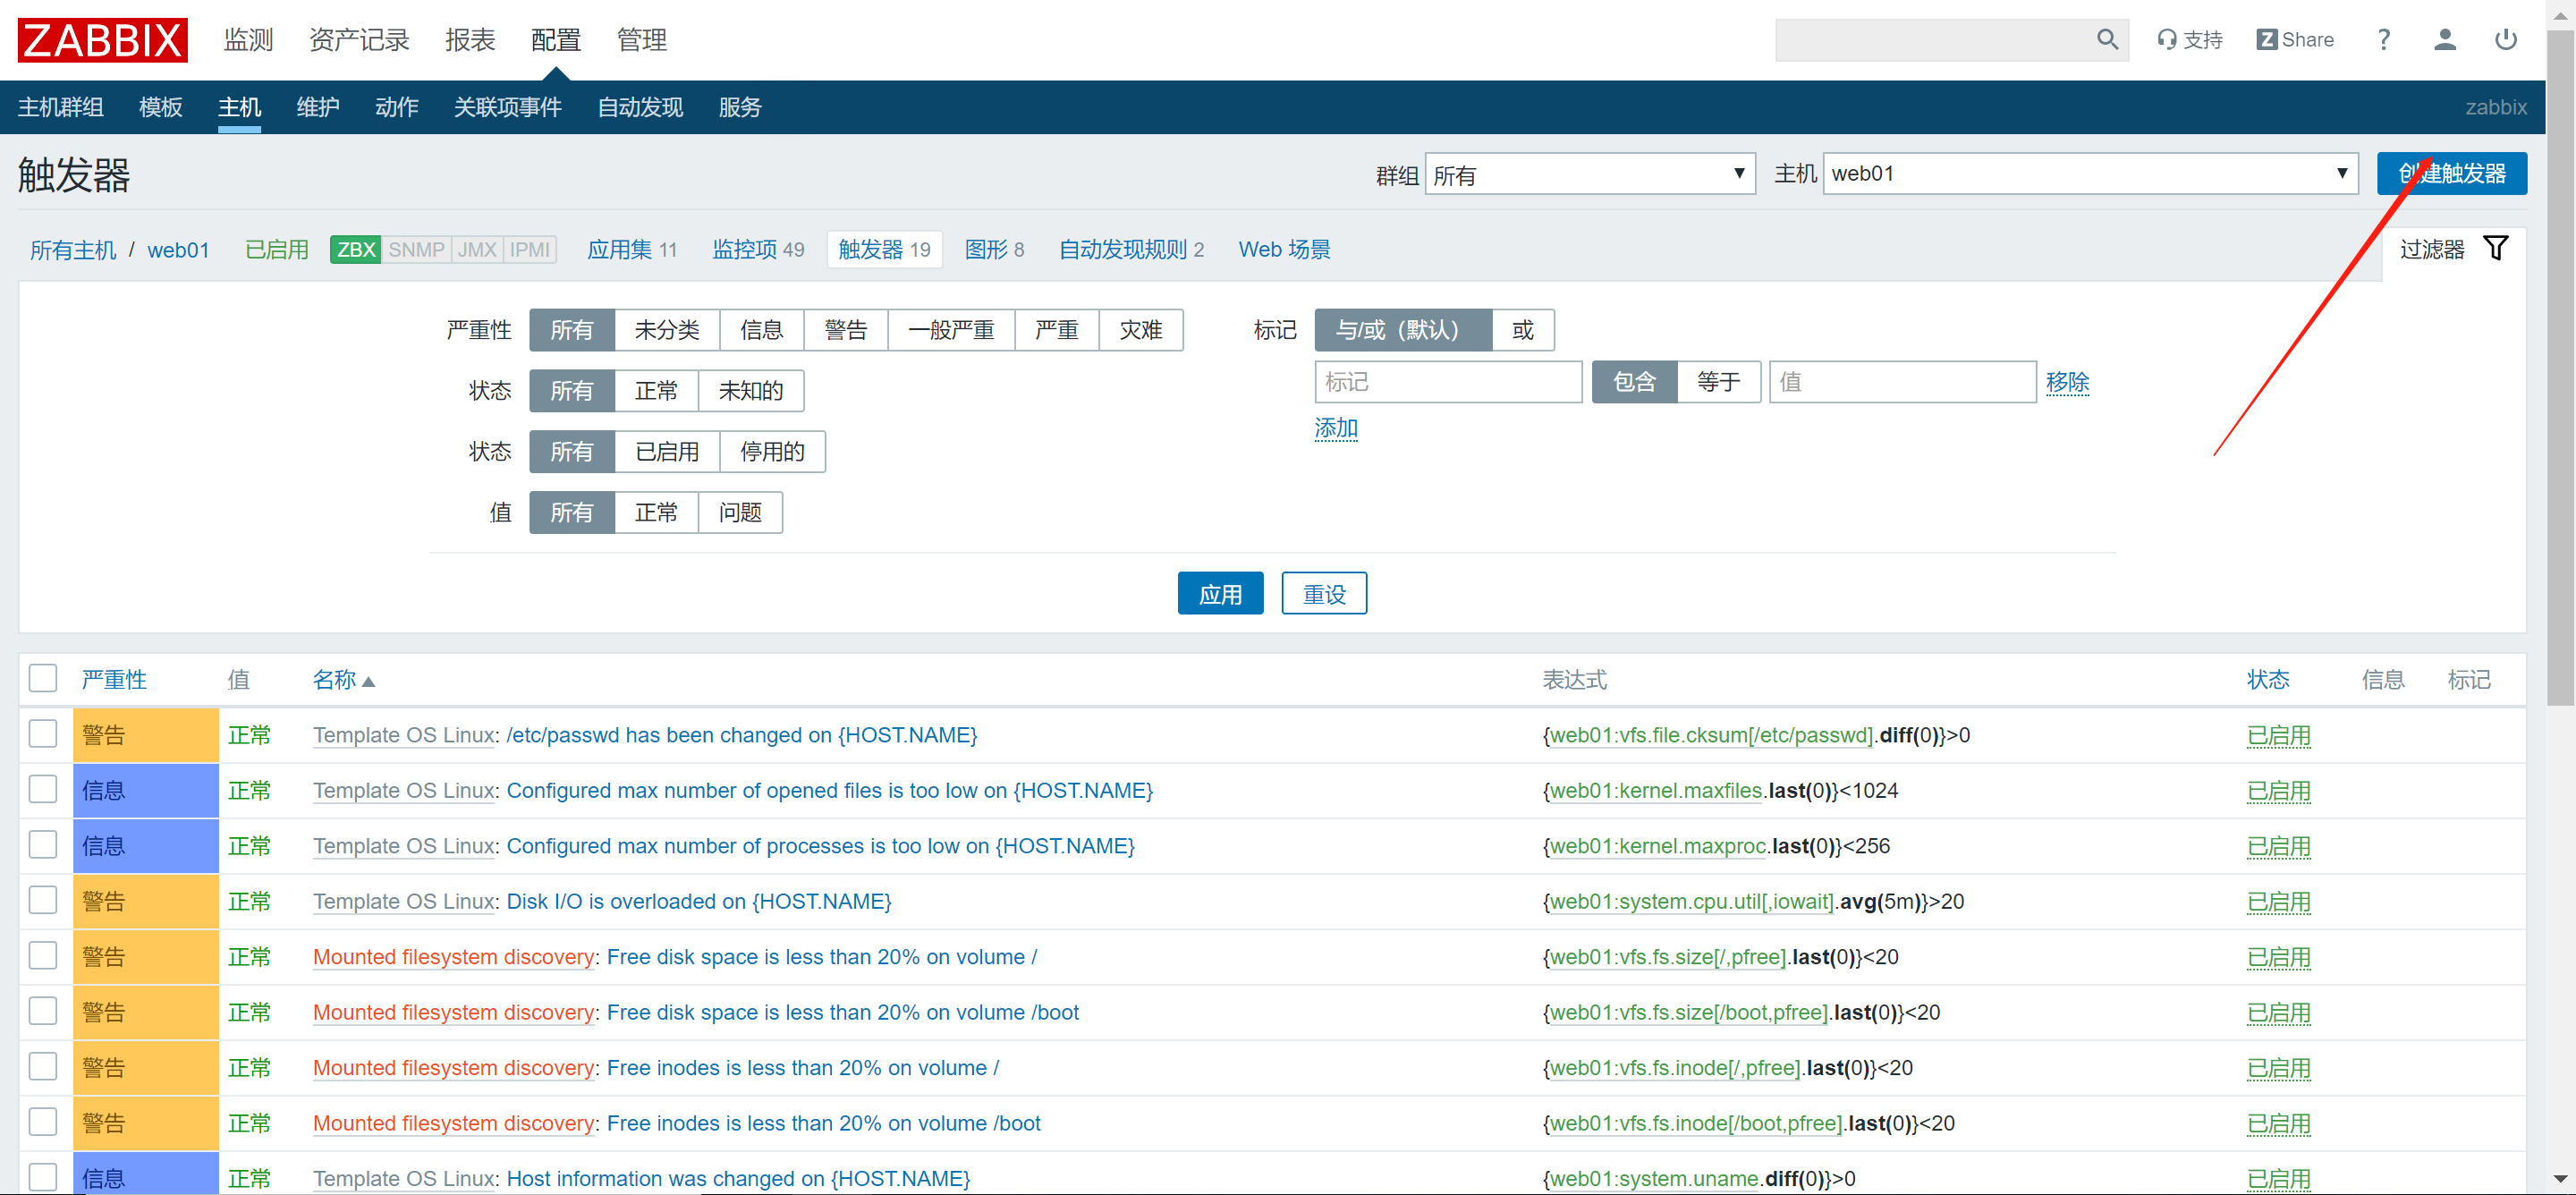 ZABBIX 监测 资产记录 报表 配置 管理 支持 Z Share ?
主机群组 模板 主机 维护 动作 关联项事件 自动发现 服务 zabbix
触发器 群组 所有 主机 web01 创建触发器
所有主机 / web01 已启用 ZBX SNMP JMX IPMI 应用集 11 监控项 49 触发器 19 图形 8 自动发现规则 2 Web 场景 过滤器
严重性 所有 未分类 信息 警告 一般严重 严重 灾难 标记 与/或（默认） 或
状态 所有 正常 未知的 标记 包含 等于 值 移除
添加
状态 所有 已启用 停用的
值 所有 正常 问题
应用 重设
严重性 值 名称 表达式 状态 信息 标记
警告 正常 Template OS Linux: /etc/passwd has been changed on {HOST.NAME} {web01:vfs.file.cksum[/etc/passwd].diff(0)}>0 已启用
信息 正常 Template OS Linux: Configured max number of opened files is too low on {HOST.NAME} {web01:kernel.maxfiles.last(0)}<1024 已启用
信息 正常 Template OS Linux: Configured max number of processes is too low on {HOST.NAME} {web01:kernel.maxproc.last(0)}<256 已启用
警告 正常 Template OS Linux: Disk I/O is overloaded on {HOST.NAME} {web01:system.cpu.util[,iowait].avg(5m)}>20 已启用
警告 正常 Mounted filesystem discovery: Free disk space is less than 20% on volume / {web01:vfs.fs.size[/,pfree].last(0)}<20 已启用
警告 正常 Mounted filesystem discovery: Free disk space is less than 20% on volume /boot {web01:vfs.fs.size[/boot,pfree].last(0)}<20 已启用
警告 正常 Mounted filesystem discovery: Free inodes is less than 20% on volume / {web01:vfs.fs.inode[/,pfree].last(0)}<20 已启用
警告 正常 Mounted filesystem discovery: Free inodes is less than 20% on volume /boot {web01:vfs.fs.inode[/boot,pfree].last(0)}<20 已启用
信息 正常 Template OS Linux: Host information was changed on {HOST.NAME} {web01:system.uname.diff(0)}>0 已启用